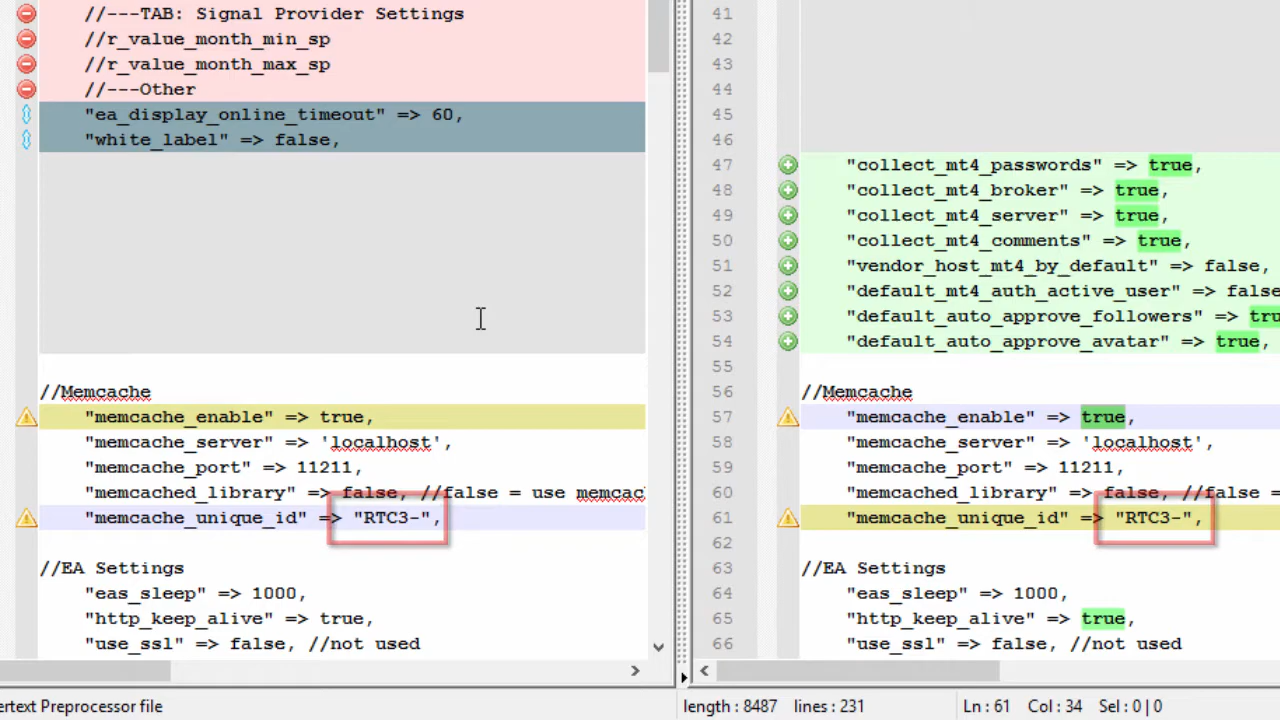 //---TAB: Signal Provider Settings
//r_value_month_min_sp
//r_value_month_max_sp
//---Other
"ea_display_online_timeout" => 60,
"white_label" => false,
//Memcache
"memcache_enable" => true,
"memcache_server" => 'localhost',
"memcache_port" => 11211,
"memcached_library" => false, //false = use memcac
"memcache_unique_id" => "RTC3-",
//EA Settings
"eas_sleep" => 1000,
"http_keep_alive" => true,
"use_ssl" => false, //not used
41
42
43
44
45
46
47 "collect_mt4_passwords" => true,
48 "collect_mt4_broker" => true,
49 "collect_mt4_server" => true,
50 "collect_mt4_comments" => true,
51 "vendor_host_mt4_by_default" => false,
52 "default_mt4_auth_active_user" => false
53 "default_auto_approve_followers" => tru
54 "default_auto_approve_avatar" => true,
55
56 //Memcache
57 "memcache_enable" => true,
58 "memcache_server" => 'localhost',
59 "memcache_port" => 11211,
60 "memcached_library" => false, //false =
61 "memcache_unique_id" => "RTC3-",
62
63 //EA Settings
64 "eas_sleep" => 1000,
65 "http_keep_alive" => true,
66 "use_ssl" => false, //not used
ertext Preprocessor file length : 8487 lines : 231 Ln : 61 Col : 34 Sel : 0 | 0